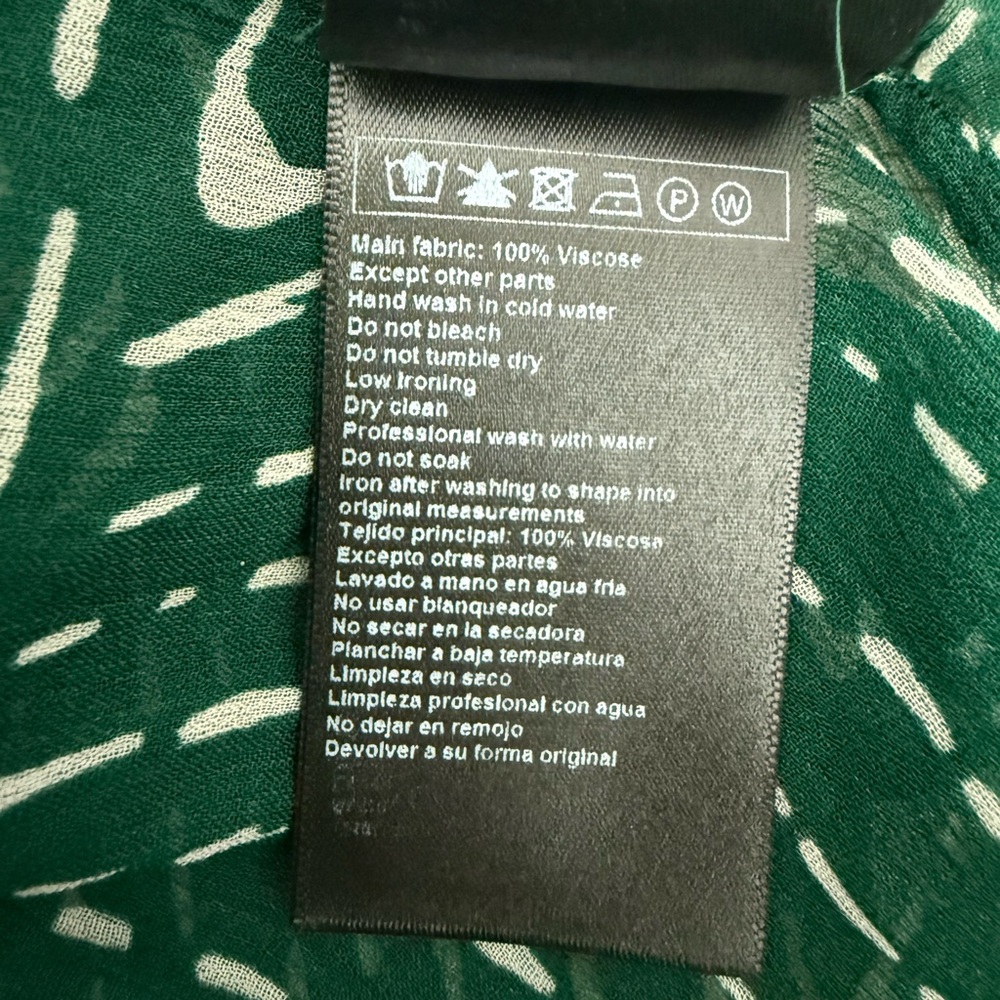 P W
Main fabric: 100% Viscose
Except other parts
Hand wash in cold water
Do not bleach
Do not tumble dry
Low ironing
Dry clean
Professional wash with water
Do not soak
Iron after washing to shape into
original measurements
Tejido principal: 100% Viscosa
Excepto otras partes
Lavado a mano en agua fria
No usar blanqueador
No secar en la secadora
Planchar a baja temperatura
Limpieza en seco
Limpieza profesional con agua
No dejar en remojo
Devolver a su forma original